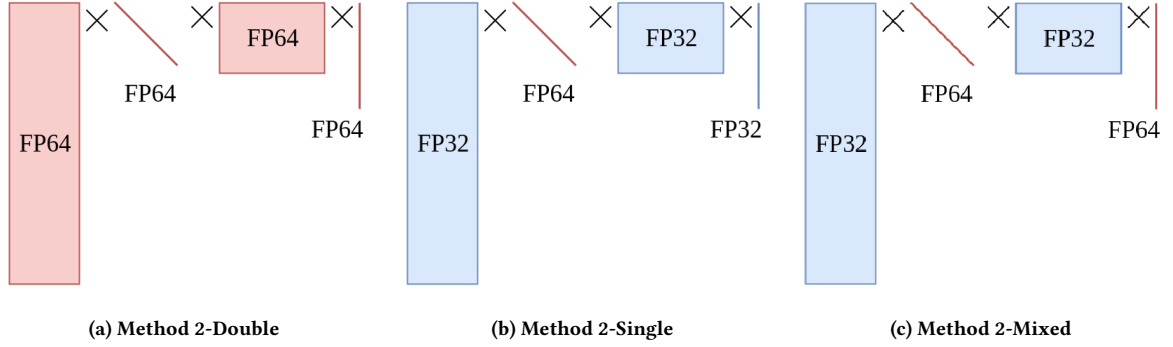 FP64 FP32 FP32
FP64 FP64 FP64
FP64 FP32 FP64
FP64 FP32 FP32
(a) Method 2-Double (b) Method 2-Single (c) Method 2-Mixed